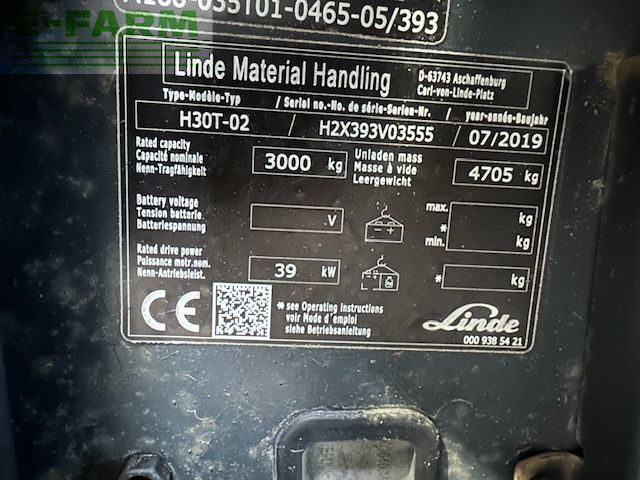 E-FARM
H288-035T01-0465-05/393
Linde Material Handling
D-63743 Aschaffenburg
Carl-von-Linde-Platz
Type-Modèle-Typ / Serial no.-No. de série-Serien-Nr. / year-année-Baujahr
H30T-02 / H2X393V03555 / 07/2019
Rated capacity
Capacité nominale
Nenn-Tragfähigkeit
3000 kg
Unladen mass
Masse à vide
Leergewicht
4705 kg
Battery voltage
Tension batterie
Batteriespannung
V
max.
kg
*
min.
kg
Rated drive power
Puissance motr.nom.
Nenn-Antriebsleist.
39 kW
* kg
CE
* see Operating Instructions
voir Mode d'emploi
siehe Betriebsanleitung
Linde
000 938 54 21